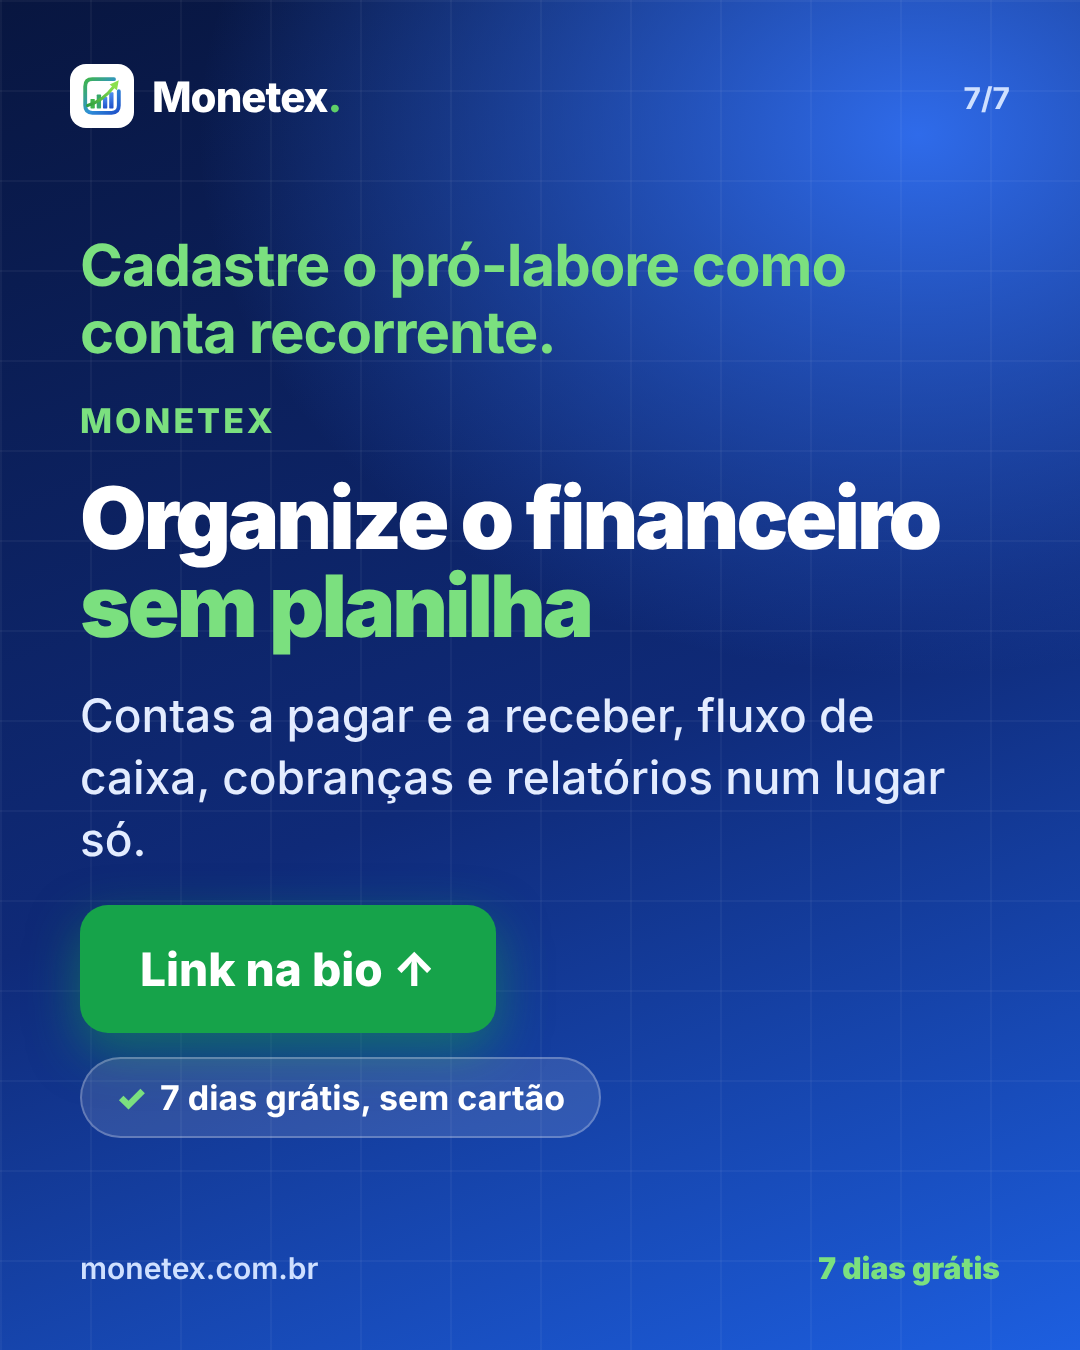 Monetex.
7/7
Cadastre o pró-labore como
conta recorrente.
MONETEX
Organize o financeiro
sem planilha
Contas a pagar e a receber, fluxo de
caixa, cobranças e relatórios num lugar
só.
Link na bio ↑
✓ 7 dias grátis, sem cartão
monetex.com.br
7 dias grátis